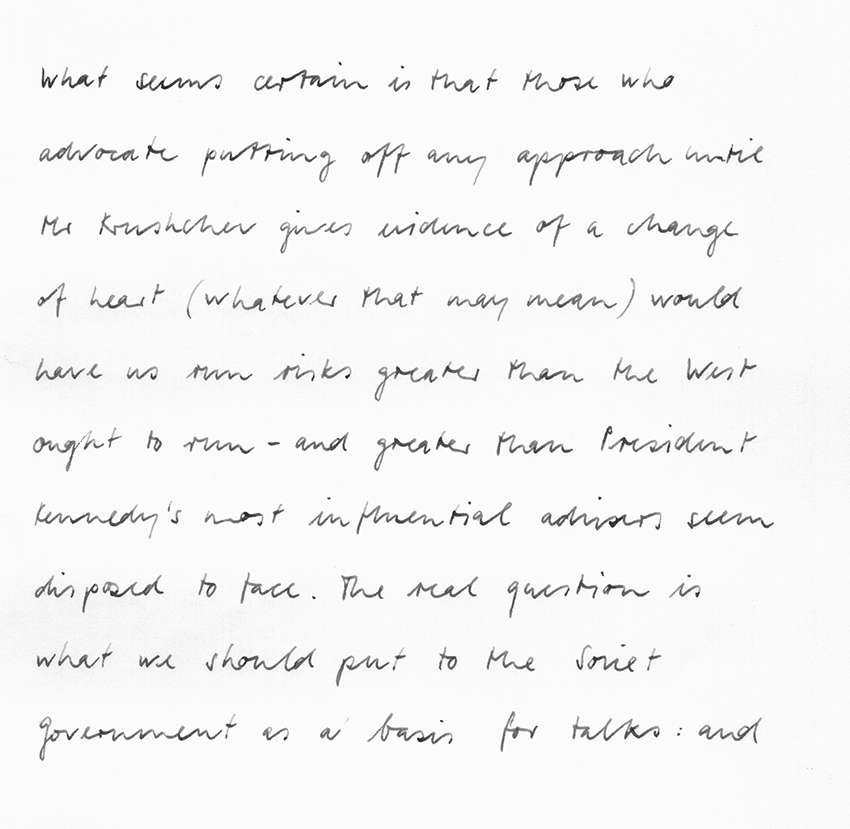 What seems certain is that those who
advocate putting off any approach until
Mr Krushchev gives evidence of a change
of heart (whatever that may mean) would
have us run risks greater than the West
ought to run - and greater than President
Kennedy's most influential advisers seem
disposed to face. The real question is
what we should put to the Soviet
government as a basis for talks: and